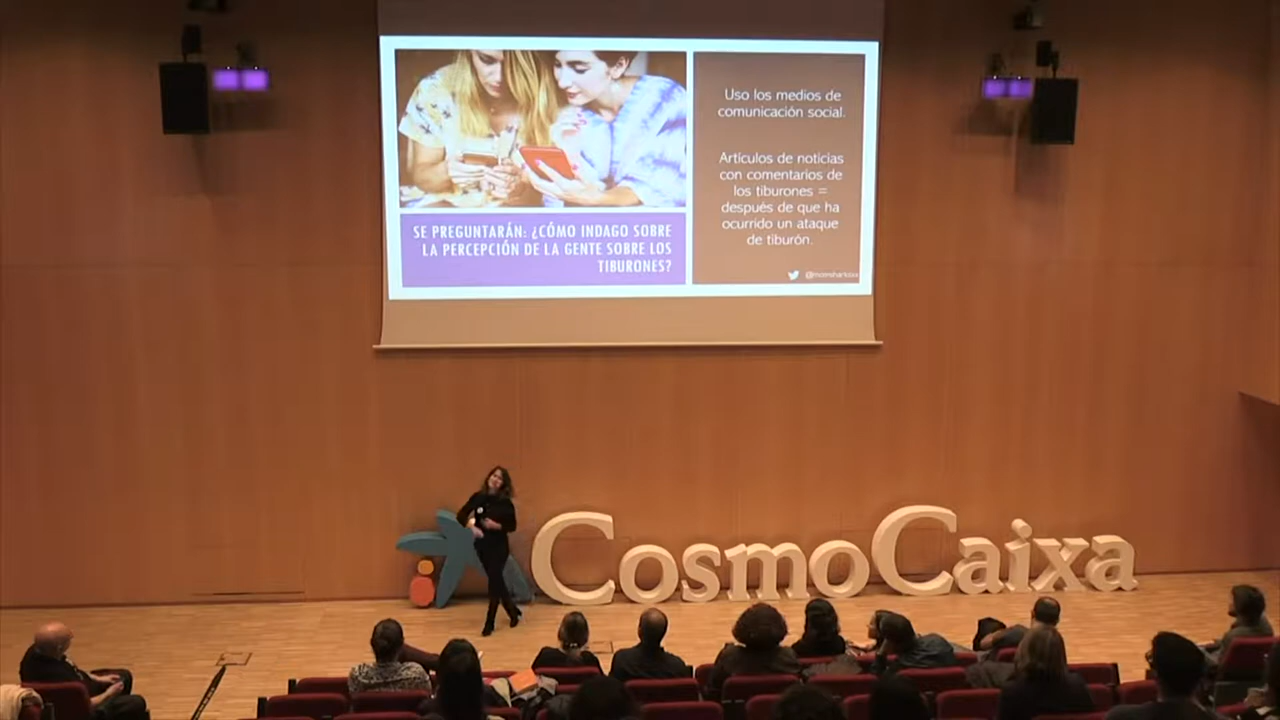 SE PREGUNTARÁN: ¿CÓMO INDAGO SOBRE
LA PERCEPCIÓN DE LA GENTE SOBRE LOS
TIBURONES?
Uso los medios de
comunicación social.
Artículos de noticias
con comentarios de
los tiburones =
después de que ha
ocurrido un ataque
de tiburón.
CosmoCaixa